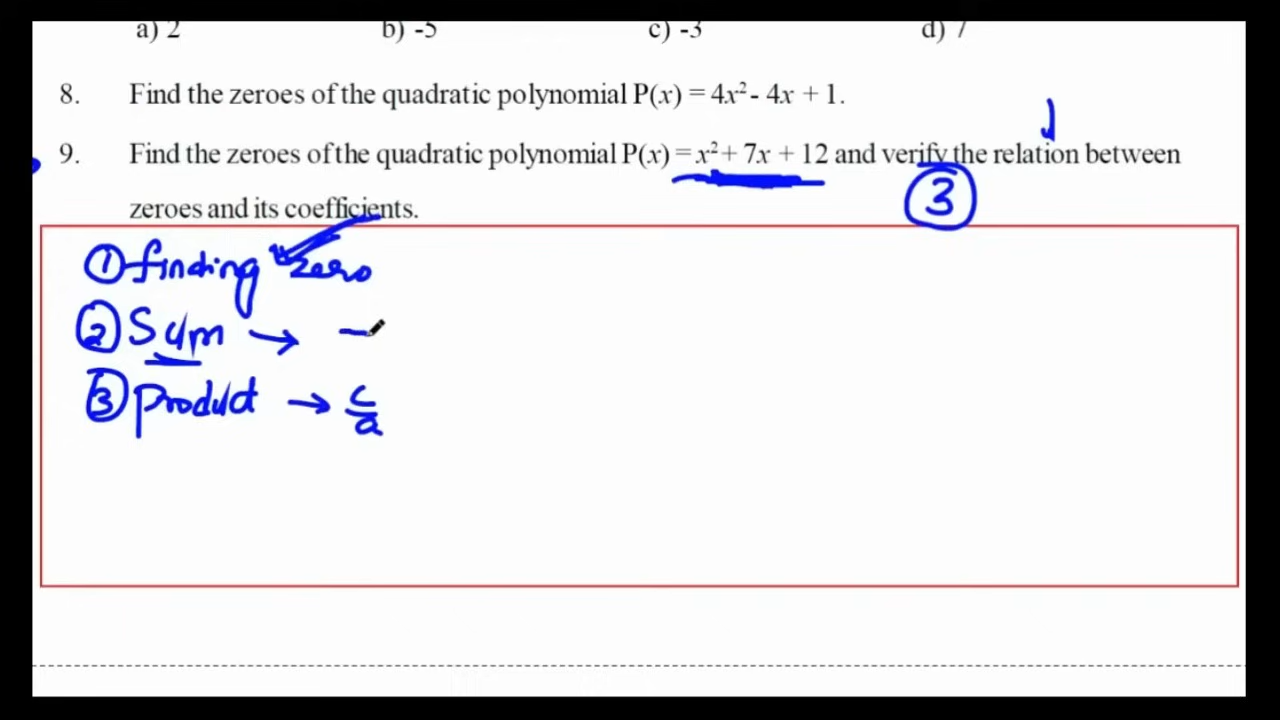 a) 2 b) -5 c) -3 d) 7
8. Find the zeroes of the quadratic polynomial P(x) = 4x² - 4x + 1.
9. Find the zeroes of the quadratic polynomial P(x) = x² + 7x + 12 and verify the relation between
zeroes and its coefficients.
3
① finding zero
② Sum → —
③ product → c/a